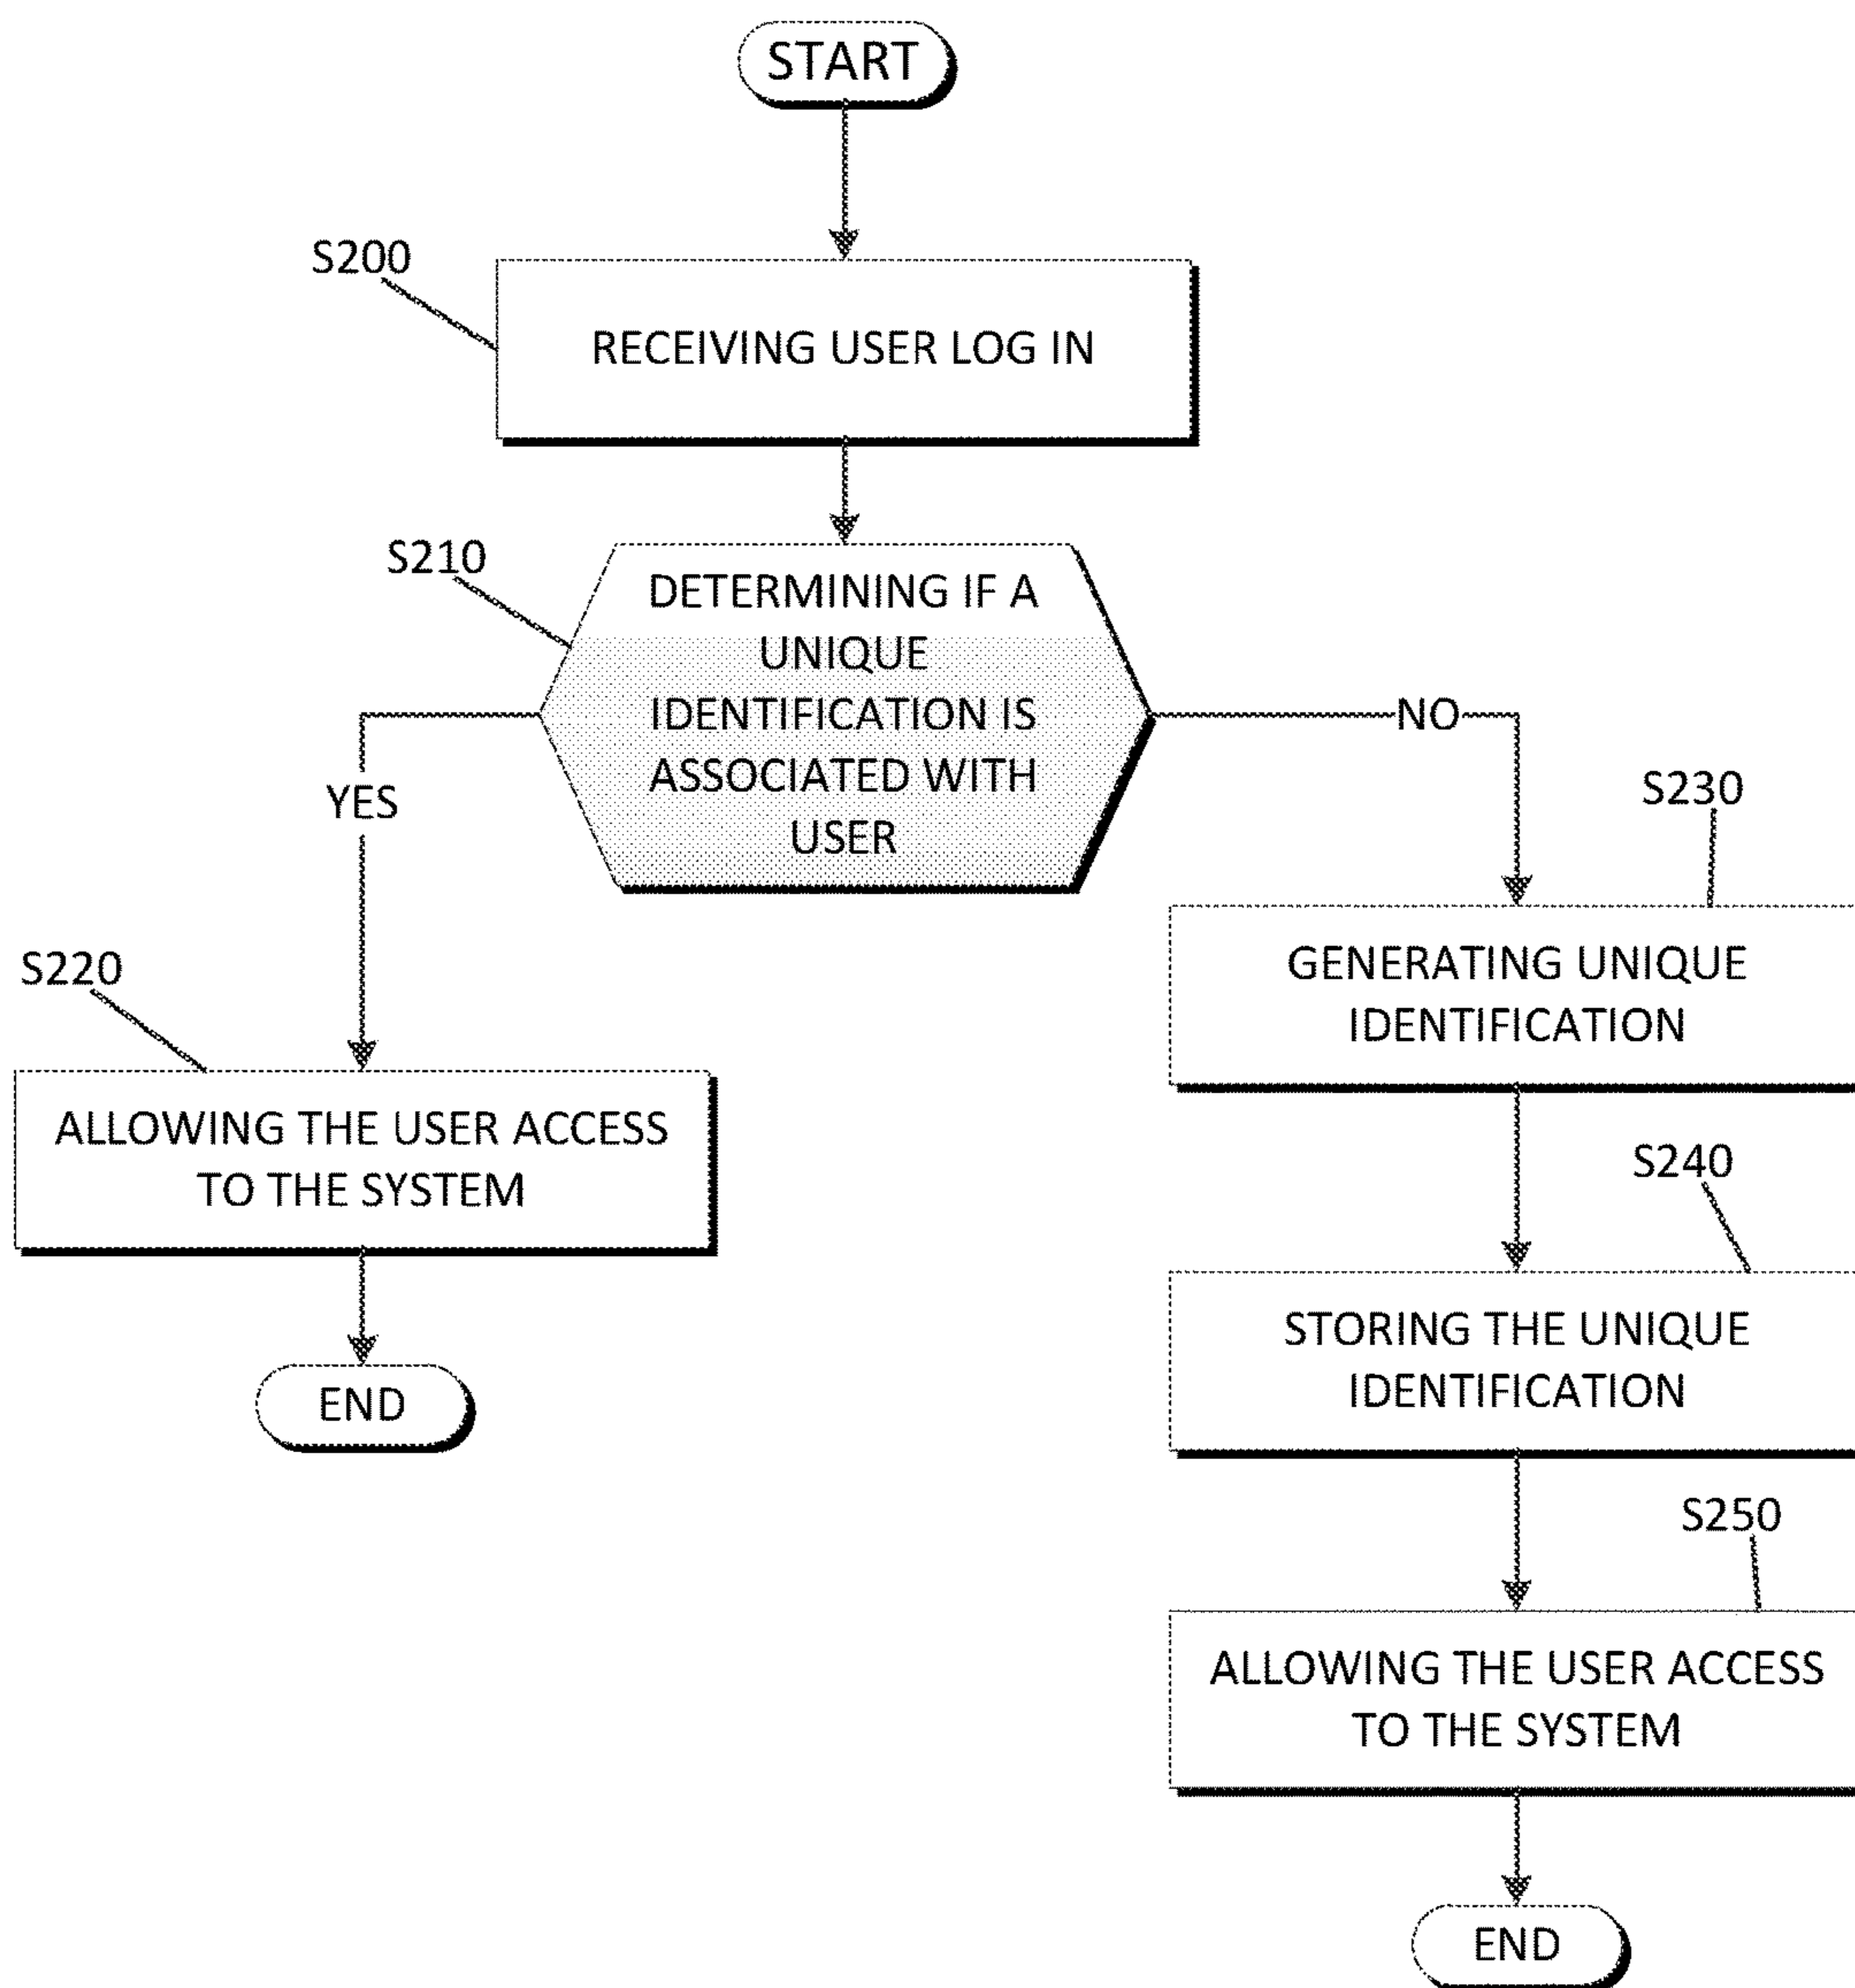 START
S200
RECEIVING USER LOG IN
S210
DETERMINING IF A
UNIQUE
IDENTIFICATION IS
ASSOCIATED WITH
USER
YES
NO
S220
ALLOWING THE USER ACCESS
TO THE SYSTEM
END
S230
GENERATING UNIQUE
IDENTIFICATION
S240
STORING THE UNIQUE
IDENTIFICATION
S250
ALLOWING THE USER ACCESS
TO THE SYSTEM
END